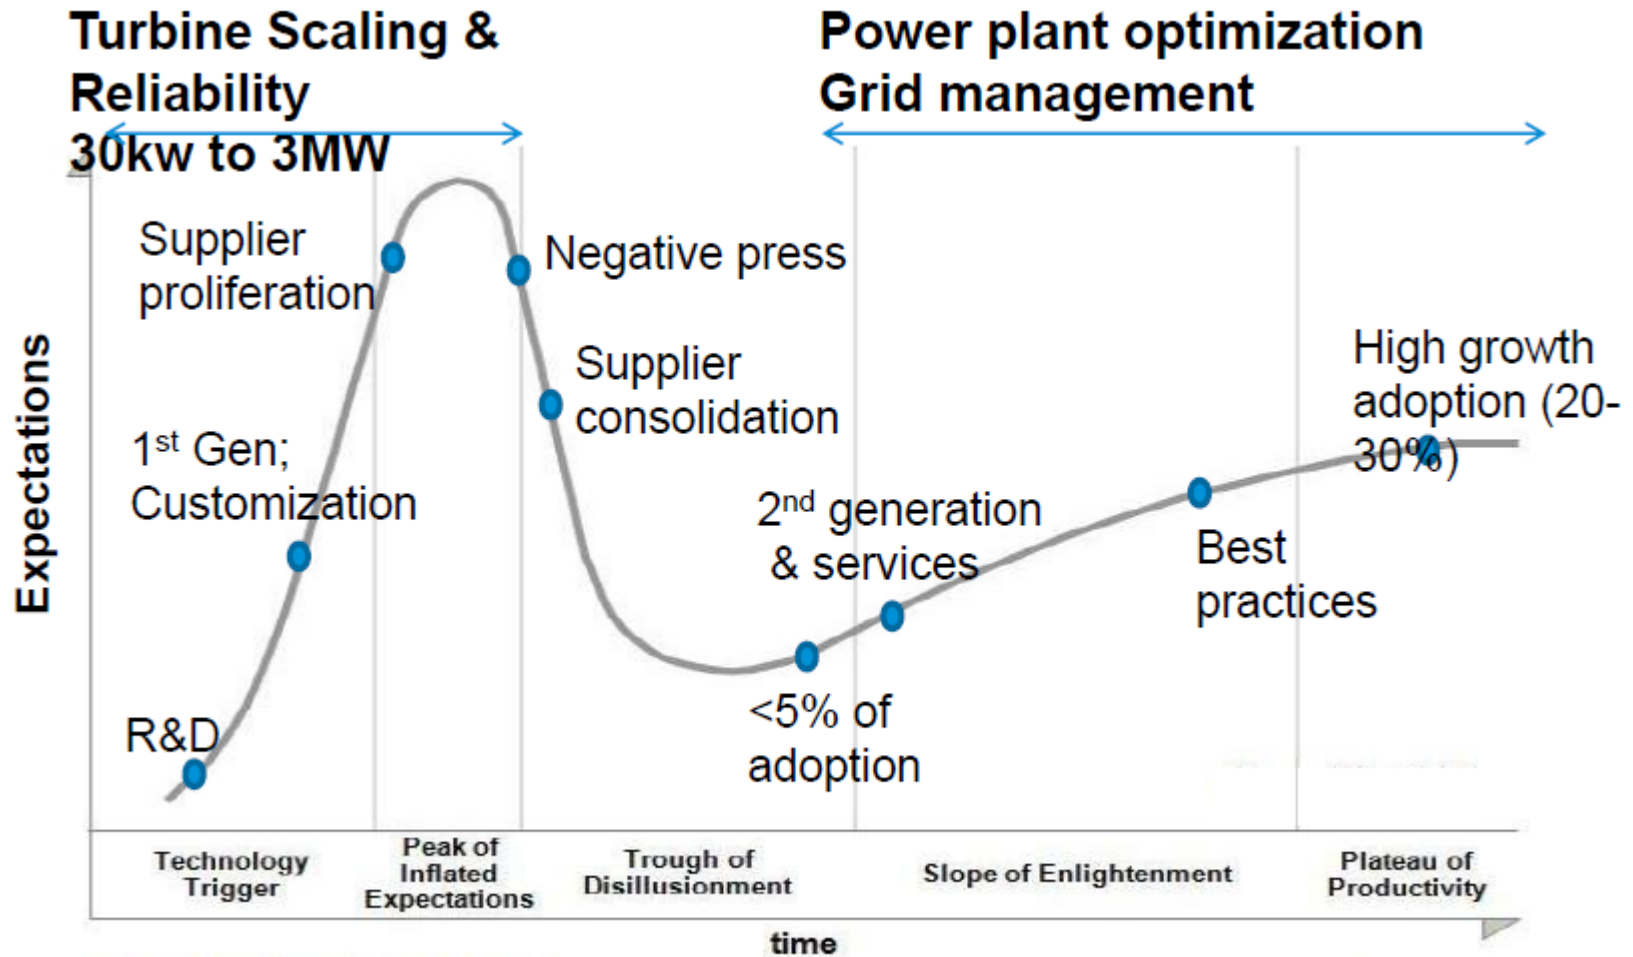 Turbine Scaling &
Reliability
30kw to 3MW
Power plant optimization
Grid management
Supplier
proliferation
Negative press
Supplier
consolidation
High growth
adoption (20-
30%)
1st Gen;
Customization
2nd generation
& services
Best
practices
R&D
<5% of
adoption
Expectations
Technology
Trigger
Peak of
Inflated
Expectations
Trough of
Disillusionment
Slope of Enlightenment
Plateau of
Productivity
time